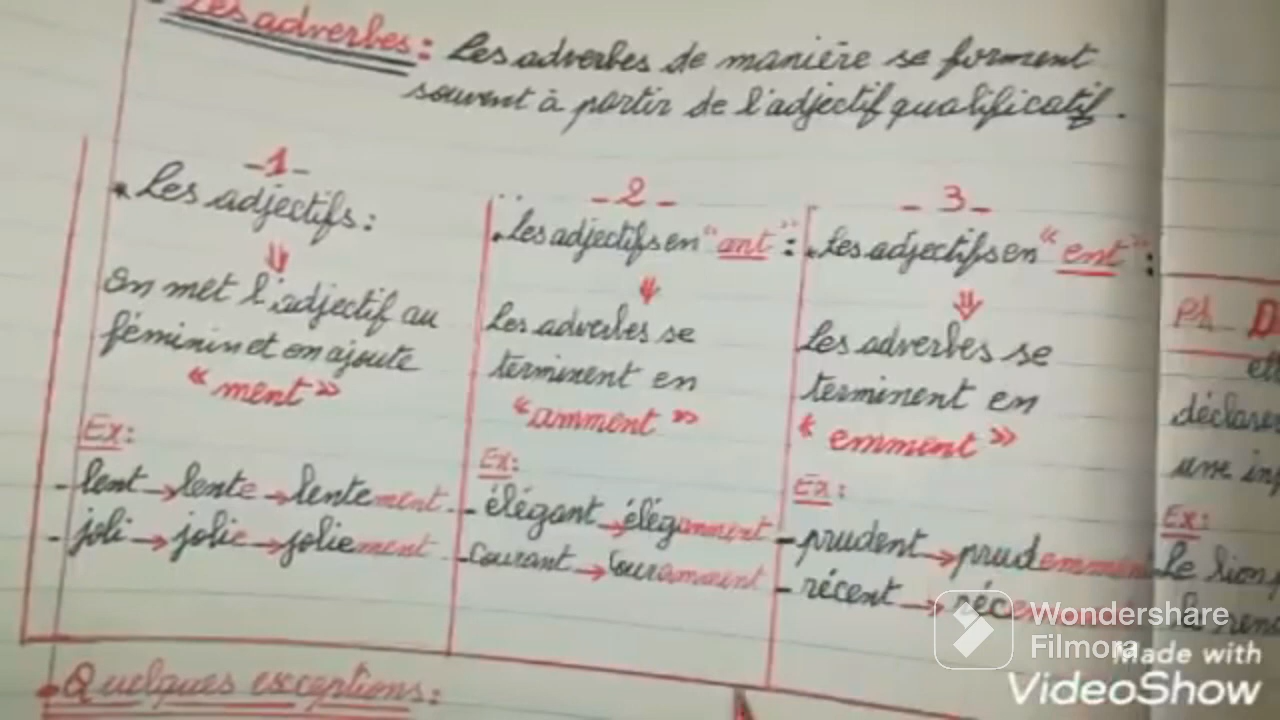 Les adverbes : Les adverbes de manière se forment
souvent à partir de l'adjectif qualificatif.
-1-
• Les adjectifs :
⇓
On met l'adjectif au
féminin et on ajoute
« ment »
Ex :
- lent → lente → lentement
- joli → jolie → joliement
-2-
• Les adjectifs en "ant" :
⇓
Les adverbes se
terminent en
« amment »
Ex :
- élégant → élégamment
- Courant → Couramment
-3-
• Les adjectifs en "ent" :
⇓
Les adverbes se
terminent en
« emment »
Ex :
- prudent → prudemment
- récent →
• Quelques exceptions :
Ex :
Le lion
Wondershare
Filmora
Made with
VideoShow